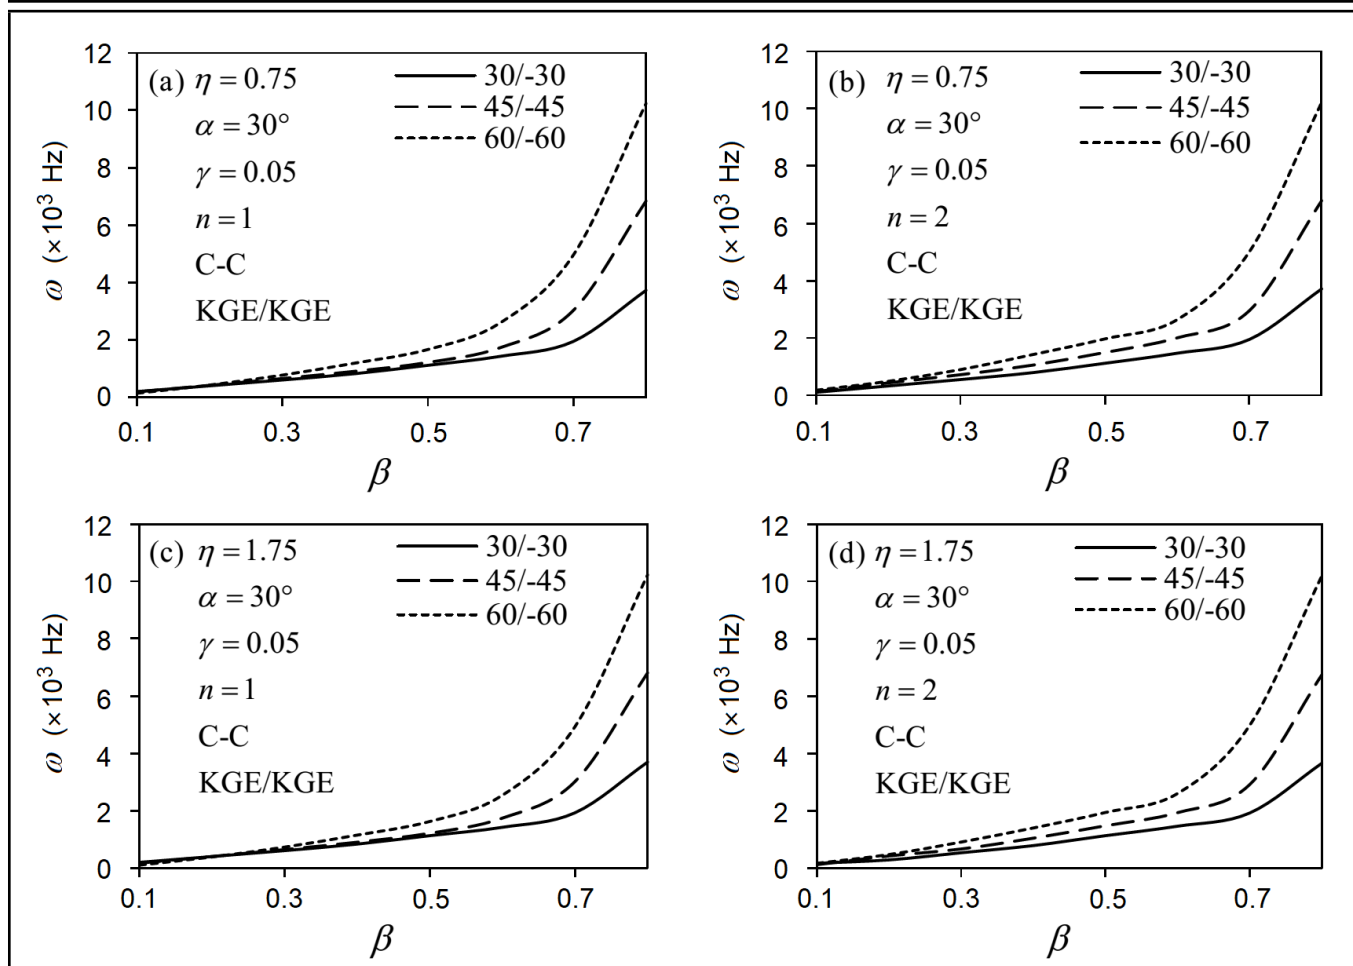 (a) η = 0.75
α = 30°
γ = 0.05
n = 1
C-C
KGE/KGE
30/-30
45/-45
60/-60
12
10
8
6
4
2
0
ω (×10³ Hz)
0.1 0.3 0.5 0.7
β
(b) η = 0.75
α = 30°
γ = 0.05
n = 2
C-C
KGE/KGE
30/-30
45/-45
60/-60
12
10
8
6
4
2
0
ω (×10³ Hz)
0.1 0.3 0.5 0.7
β
(c) η = 1.75
α = 30°
γ = 0.05
n = 1
C-C
KGE/KGE
30/-30
45/-45
60/-60
12
10
8
6
4
2
0
ω (×10³ Hz)
0.1 0.3 0.5 0.7
β
(d) η = 1.75
α = 30°
γ = 0.05
n = 2
C-C
KGE/KGE
30/-30
45/-45
60/-60
12
10
8
6
4
2
0
ω (×10³ Hz)
0.1 0.3 0.5 0.7
β